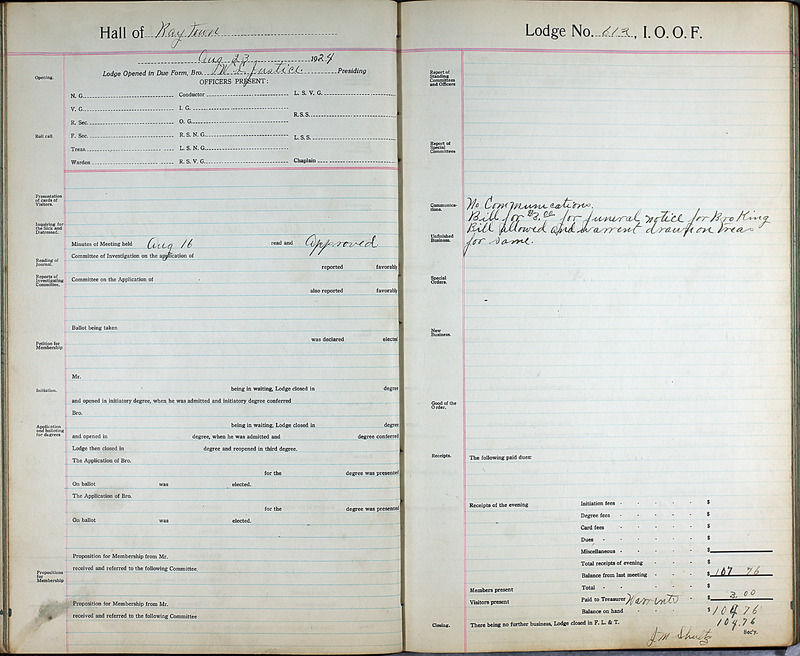 Hall of Raytown
Aug 23 1924
Lodge Opened in Due Form, Bro. Justice Presiding
OFFICERS PRESENT:
Opening.
N. G. Conductor L. S. V. G.
V. G. I. G.
R.S.S.
R. Sec. O. G.
Roll call. F. Sec. R. S. N. G. L.S.S.
Treas. L. S. N. G.
Warden R. S. V. G. Chaplain
Presentation of cards of Visitors.
Inquiring for the Sick and Distressed.
Minutes of Meeting held Aug 16 read and Approved
Reading of Journal.
Committee of Investigation on the application of
reported favorably
Reports of Investigating Committee.
Committee on the Application of
also reported favorably
Ballot being taken
Petition for Membership
was declared elected
Mr.
Initiation.
being in waiting, Lodge closed in degree
and opened in initiatory degree, when he was admitted and initiatory degree conferred
Bro.
Application and balloting for degrees
being in waiting, Lodge closed in degree
and opened in degree, when he was admitted and degree conferred
Lodge then closed in degree and reopened in third degree.
The Application of Bro.
for the degree was presented
On ballot was elected.
The Application of Bro.
for the degree was presented
On ballot was elected.
Proposition for Membership from Mr.
received and referred to the following Committee
Propositions for Membership
Proposition for Membership from Mr.
received and referred to the following Committee
Lodge No. 113, I. O. O. F.
Report of Standing Committees and Officers
Report of Special Committees
Communications.
No Communications.
Bill for $3.00 for funeral notice for Bro King
Bill allowed and warrent drawn on Treas
for same.
Unfinished Business.
Special Orders.
New Business.
Good of the Order.
Receipts.
The following paid dues:
Receipts of the evening Initiation fees $
Degree fees $
Card fees $
Dues $
Miscellaneous $
Total receipts of evening $
Balance from last meeting $ 107 76
Members present Total $
Visitors present Paid to Treasurer Warrents $ 3.00
Balance on hand $ 104 76
104.76
Closing. There being no further business, Lodge closed in F. L. & T.
J M Shultz Sec'y.